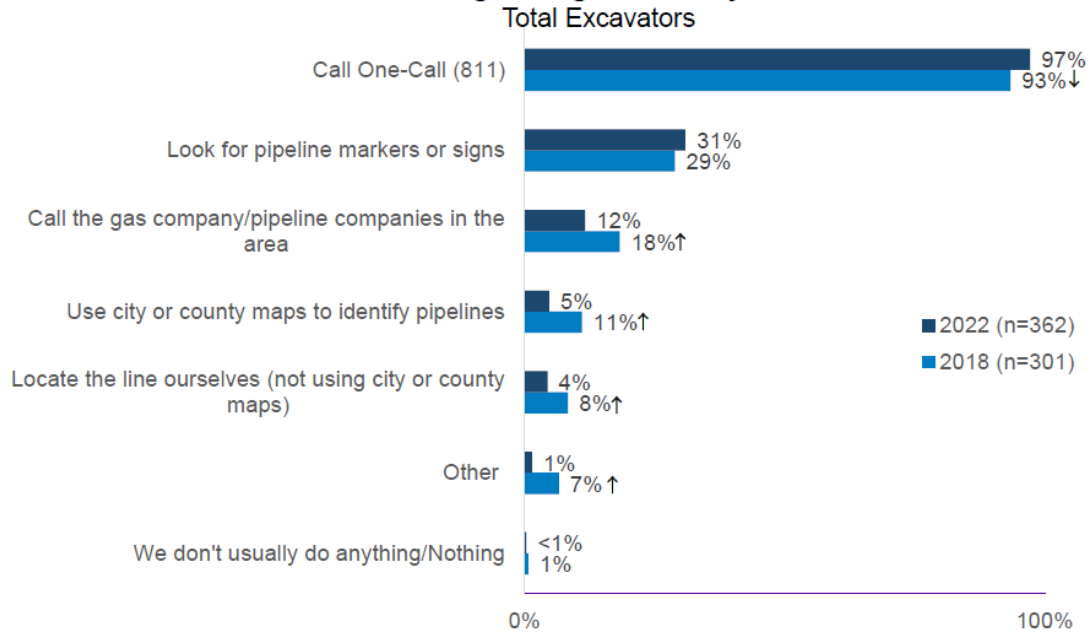 Total Excavators
Call One-Call (811)
97%
93%↓
Look for pipeline markers or signs
31%
29%
Call the gas company/pipeline companies in the
area
12%
18%↑
Use city or county maps to identify pipelines
5%
11%↑
Locate the line ourselves (not using city or county
maps)
4%
8%↑
Other
1%
7%↑
We don't usually do anything/Nothing
<1%
1%
2022 (n=362)
2018 (n=301)
0%
100%